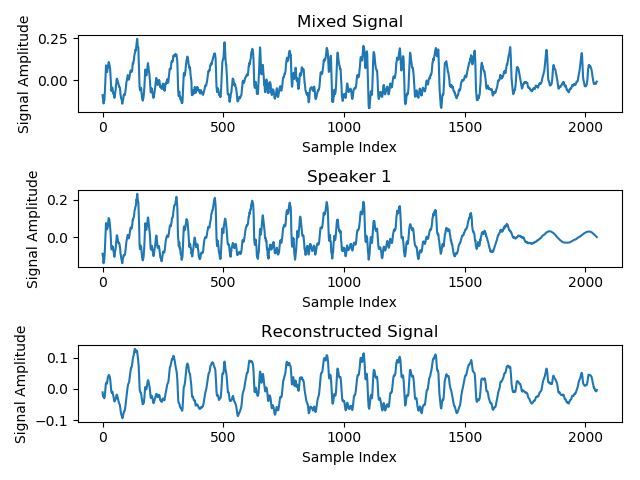 Mixed Signal
Signal Amplitude
0.25
0.00
0 500 1000 1500 2000
Sample Index
Speaker 1
Signal Amplitude
0.2
0.0
0 500 1000 1500 2000
Sample Index
Reconstructed Signal
Signal Amplitude
0.1
0.0
−0.1
0 500 1000 1500 2000
Sample Index